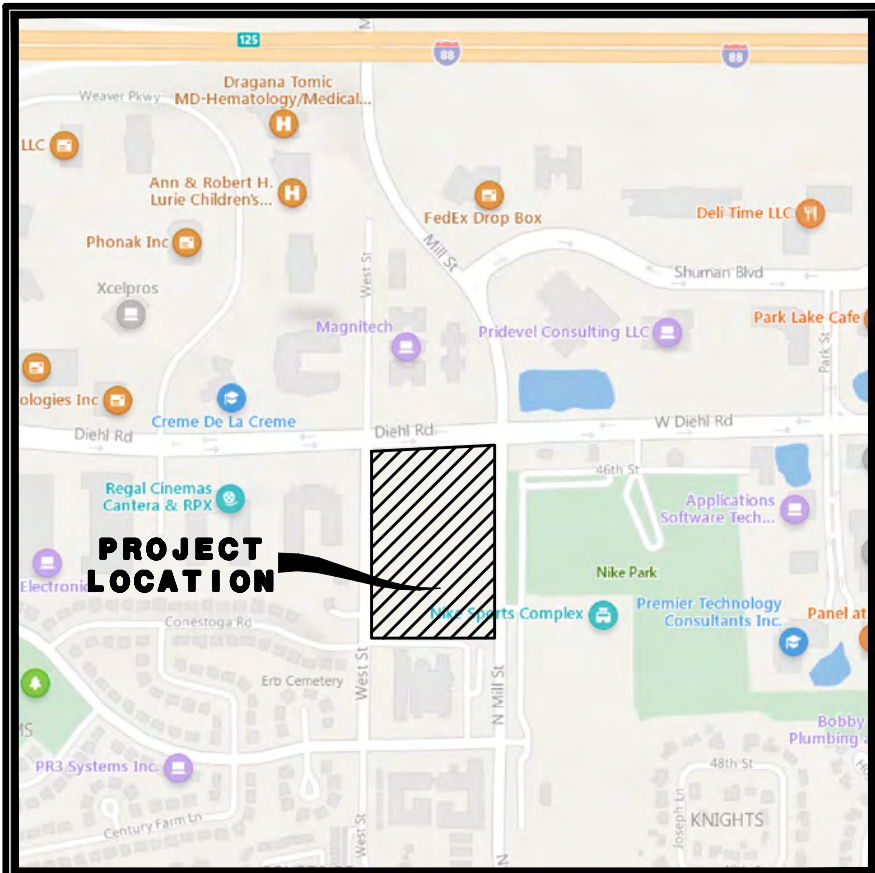 M
125
88
88
Dragana Tomic
MD-Hematology/Medical...
Weaver Pkwy
LLC
Ann & Robert H.
Lurie Children's...
FedEx Drop Box
Deli Time LLC
Phonak Inc
Mill St
West St
Shuman Blvd
Xcelpros
Magnitech
Pridevel Consulting LLC
Park Lake Cafe
Park St
ologies Inc
Creme De La Creme
Diehl Rd
Diehl Rd
W Diehl Rd
46th St
Regal Cinemas
Cantera & RPX
Applications
Software Tech...
PROJECT
LOCATION
Electronic
Nike Park
Nike Sports Complex
Premier Technology
Consultants Inc.
Panel at
Conestoga Rd
West St
Erb Cemetery
N Mill St
MS
Bobby
Plumbing a
PR3 Systems Inc.
48th St
Joseph Ln
KNIGHTS
Century Farm Ln
West St
N